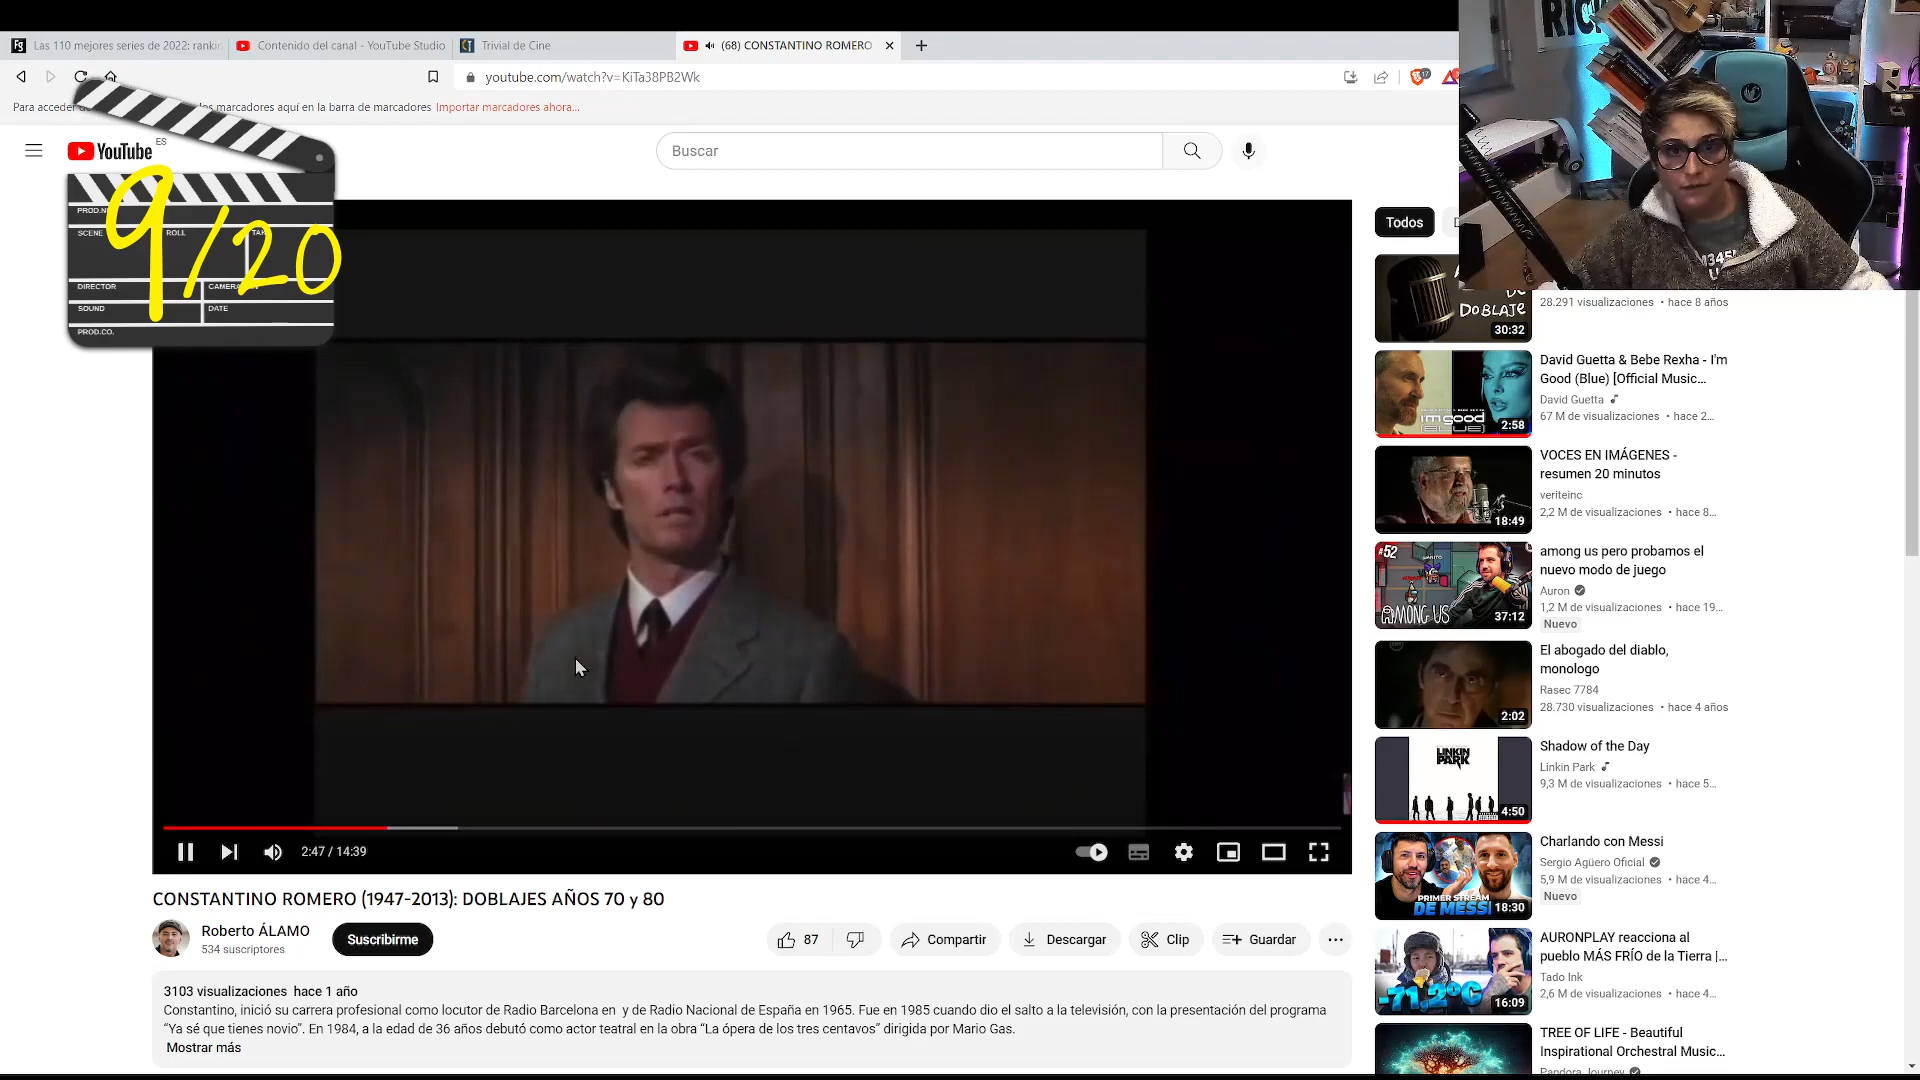 Las 110 mejores series de 2022: rankin
Contenido del canal - YouTube Studio
Trivial de Cine
(68) CONSTANTINO ROMERO
youtube.com/watch?v=KiTa38PB2Wk
17
Para acceder
los marcadores aquí en la barra de marcadores Importar marcadores ahora...
YouTube
ES
Buscar
9/20
SCENE
ROLL
DIRECTOR
SOUND
DATE
PROD.CO.
Todos
DE
DOBLAJE
30:32
28.291 visualizaciones • hace 8 años
David Guetta & Bebe Rexha - I'm
Good (Blue) [Official Music...
David Guetta
67 M de visualizaciones • hace 2...
i'm good
(BLUE)
2:58
VOCES EN IMÁGENES -
resumen 20 minutos
veriteinc
2,2 M de visualizaciones • hace 8...
18:49
among us pero probamos el
nuevo modo de juego
Auron
1,2 M de visualizaciones • hace 19...
Nuevo
#52
AMONG US
37:12
El abogado del diablo,
monologo
Rasec 7784
28.730 visualizaciones • hace 4 años
2:02
Shadow of the Day
Linkin Park
9,3 M de visualizaciones • hace 5...
LINKIN
PARK
4:50
Charlando con Messi
Sergio Agüero Oficial
5,9 M de visualizaciones • hace 4...
Nuevo
PRIMER STREAM
DE MESSI
18:30
AURONPLAY reacciona al
pueblo MÁS FRÍO de la Tierra |...
Tado Ink
2,6 M de visualizaciones • hace 4...
-71,2°C
16:09
TREE OF LIFE - Beautiful
Inspirational Orchestral Music...
Pandora Journey
2:47 / 14:39
CONSTANTINO ROMERO (1947-2013): DOBLAJES AÑOS 70 y 80
Roberto ÁLAMO
534 suscriptores
Suscribirme
87
Compartir
Descargar
Clip
Guardar
3103 visualizaciones hace 1 año
Constantino, inició su carrera profesional como locutor de Radio Barcelona en y de Radio Nacional de España en 1965. Fue en 1985 cuando dio el salto a la televisión, con la presentación del programa
“Ya sé que tienes novio”. En 1984, a la edad de 36 años debutó como actor teatral en la obra “La ópera de los tres centavos” dirigida por Mario Gas.
Mostrar más